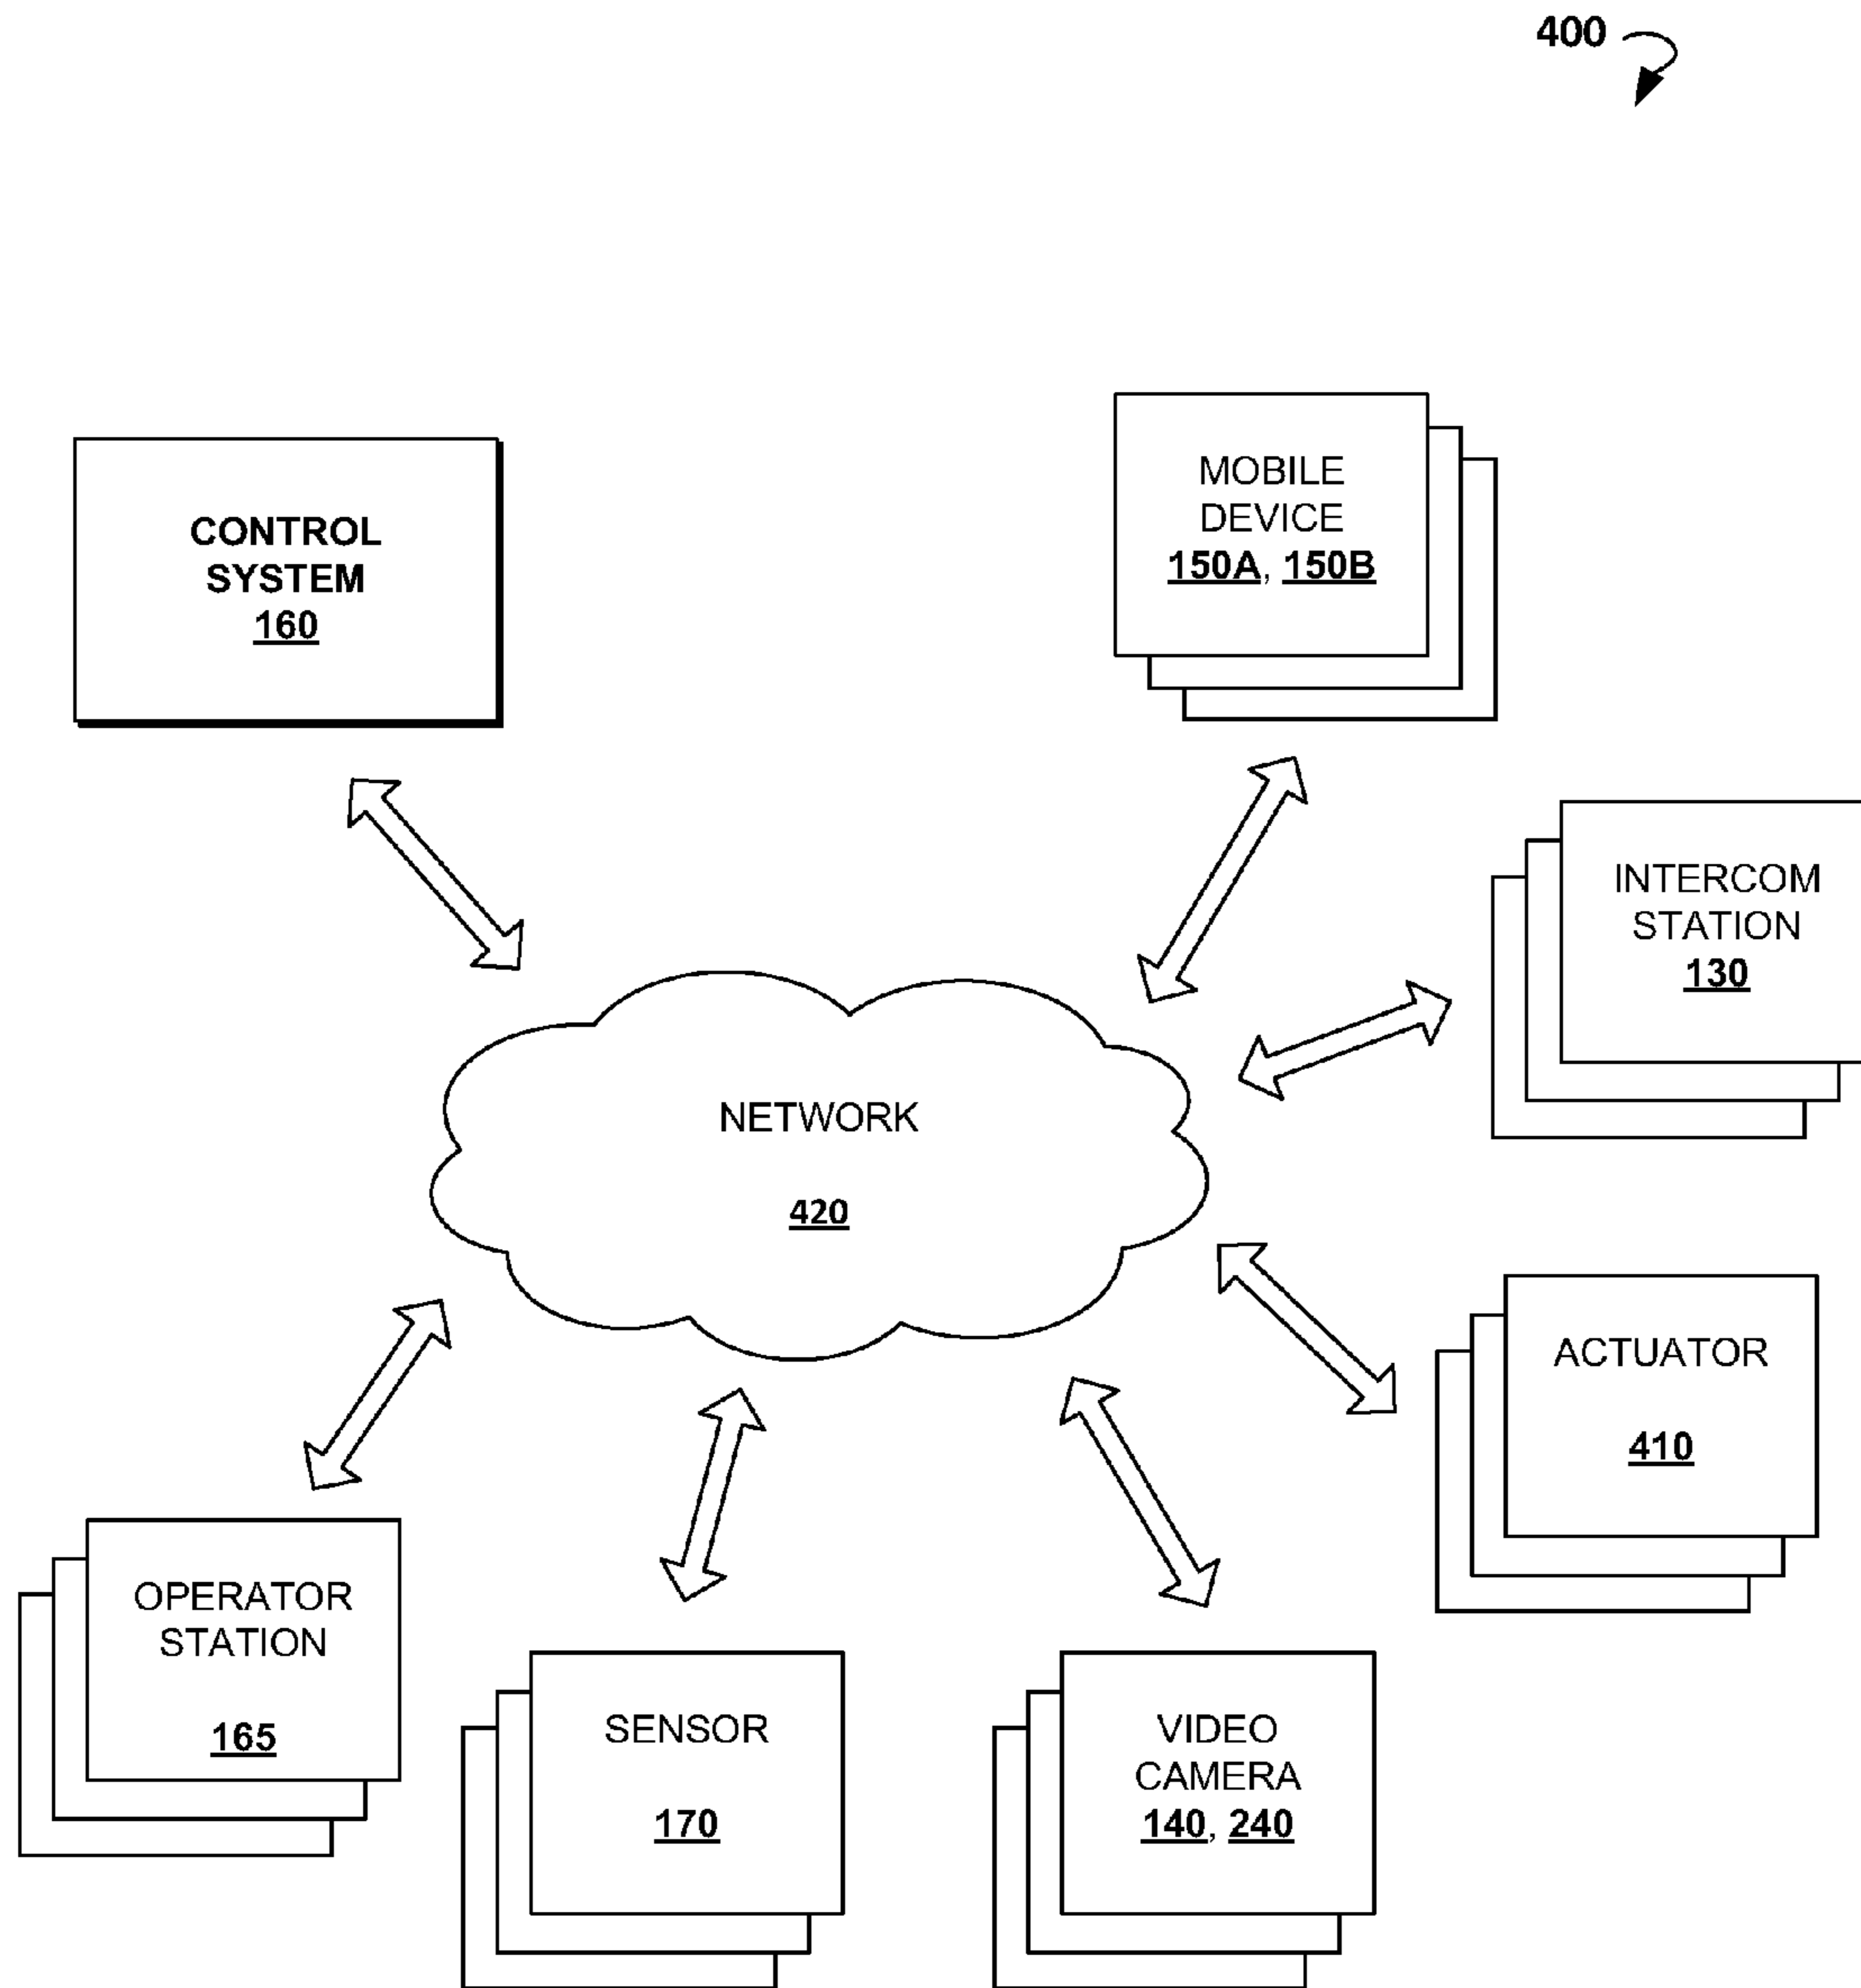 400
CONTROL
SYSTEM
160
MOBILE
DEVICE
150A, 150B
INTERCOM
STATION
130
NETWORK
420
ACTUATOR
410
OPERATOR
STATION
165
SENSOR
170
VIDEO
CAMERA
140, 240